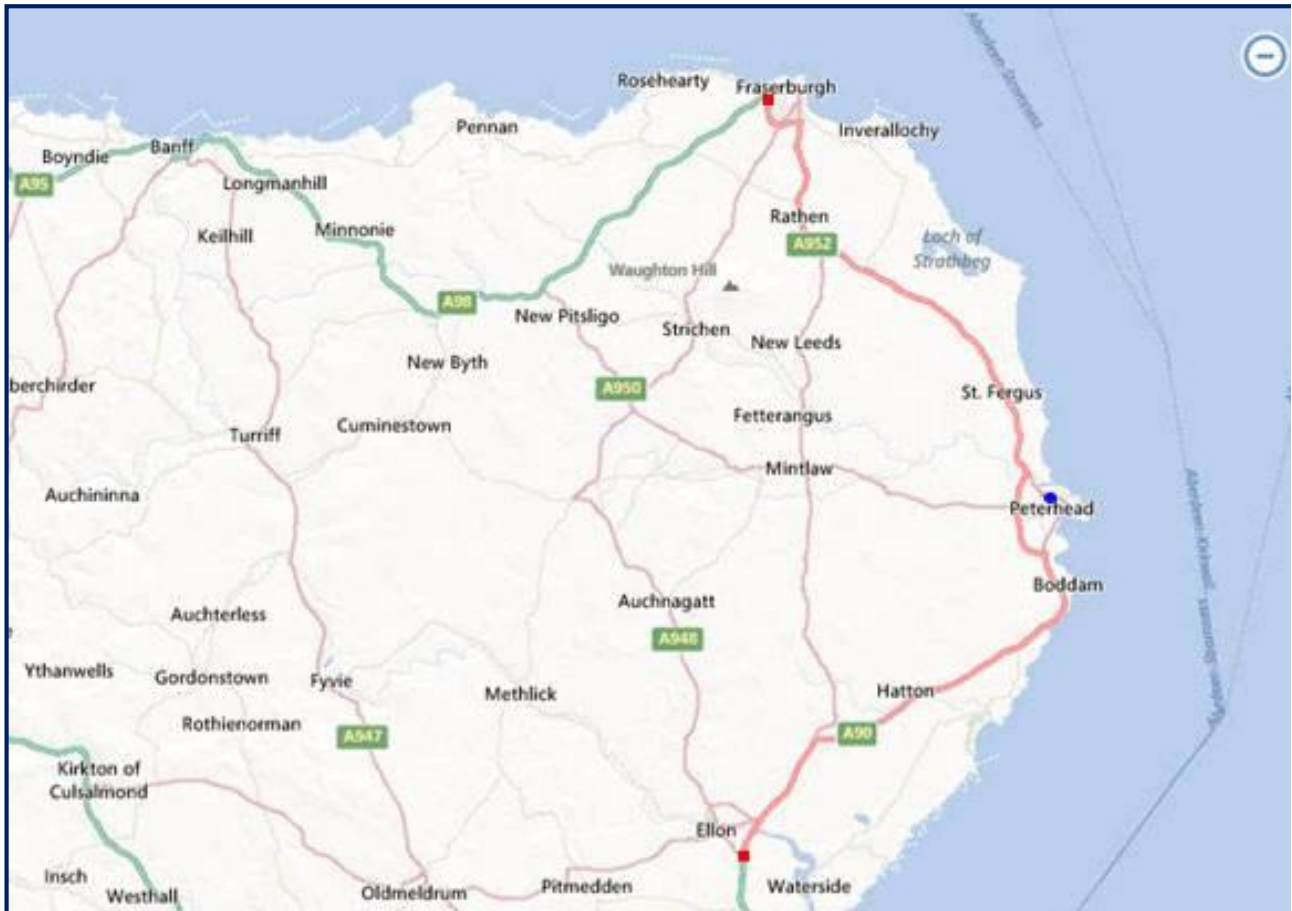 Rosehearty
Fraserburgh
Pennan
Inverallochy
Banff
Boyndie
A95
Longmanhill
Keilhill
Minnonie
Rathen
A952
Loch of
Strathbeg
Waughton Hill
A98
New Pitsligo
Strichen
New Leeds
New Byth
berchirder
A950
St. Fergus
Fetterangus
Cuminestown
Turriff
Mintlaw
Auchininna
Peterhead
Boddam
Auchterless
Auchnagatt
A948
Ythanwells
Gordonstown
Fyvie
Methlick
Hatton
Rothienorman
A947
A90
Kirkton of
Culsalmond
Ellon
Insch
Westhall
Oldmeldrum
Pitmedden
Waterside
Aberdeen-Stromness